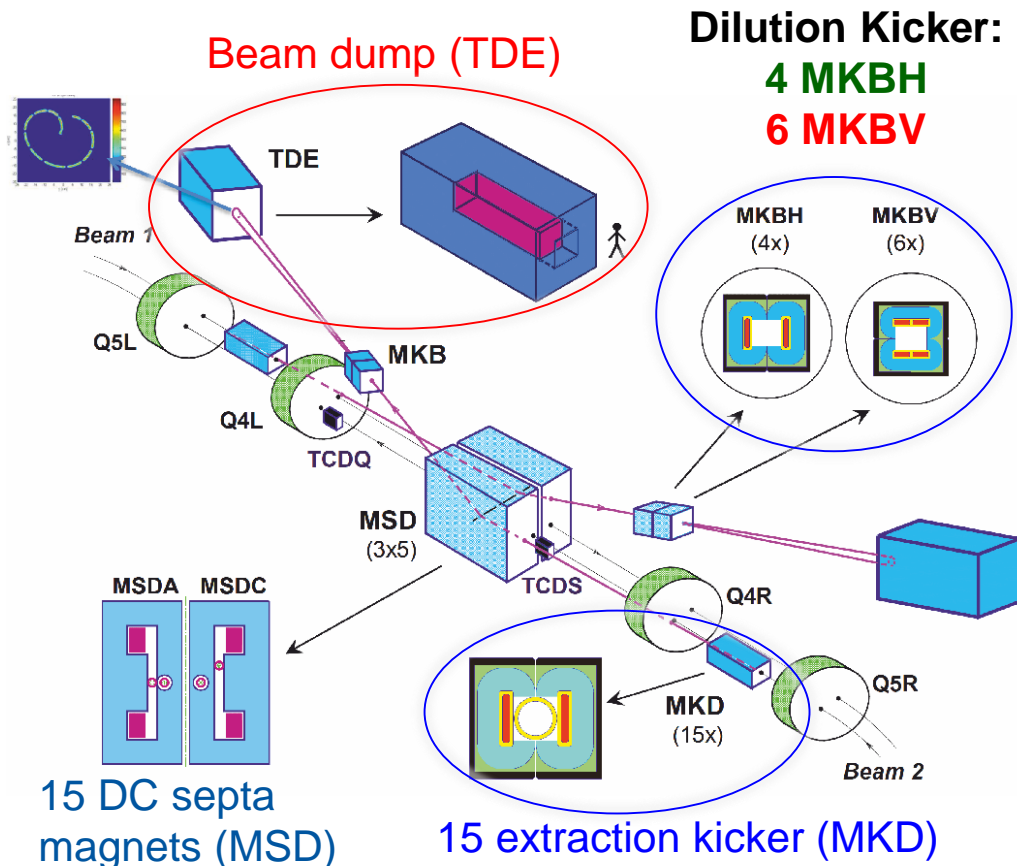 Beam dump (TDE)
Dilution Kicker:
4 MKBH
6 MKBV
TDE
Beam 1
MKBH
(4x)
MKBV
(6x)
Q5L
MKB
Q4L
TCDQ
MSD
(3x5)
TCDS
Q4R
MSDA
MSDC
MKD
(15x)
Q5R
Beam 2
15 DC septa
magnets (MSD)
15 extraction kicker (MKD)